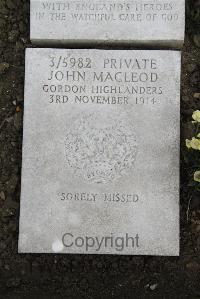 WITH ENGLAND'S HEROES
IN THE WATCHFUL CARE OF GOD
3/5982 PRIVATE
JOHN MACLEOD
GORDON HIGHLANDERS
3RD NOVEMBER 1914
SORELY MISSED
Copyright